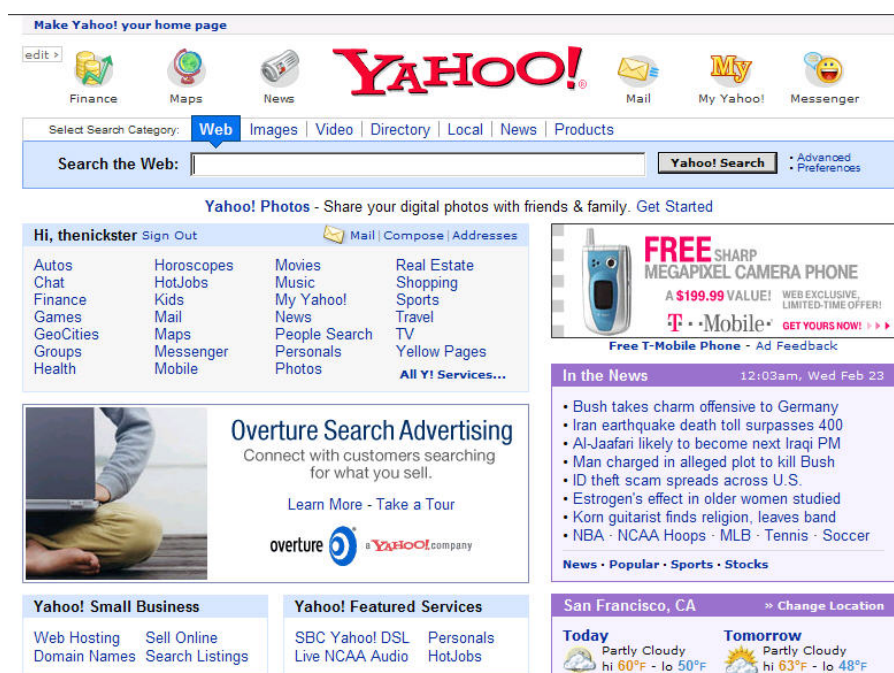 Make Yahoo! your home page
edit >
Finance
Maps
News
YAHOO!®
Mail
My
My Yahoo!
Messenger
Select Search Category: Web Images | Video | Directory | Local | News | Products
Search the Web: Yahoo! Search • Advanced
• Preferences
Yahoo! Photos - Share your digital photos with friends & family. Get Started
Hi, thenickster Sign Out Mail | Compose | Addresses
Autos Horoscopes Movies Real Estate
Chat HotJobs Music Shopping
Finance Kids My Yahoo! Sports
Games Mail News Travel
GeoCities Maps People Search TV
Groups Messenger Personals Yellow Pages
Health Mobile Photos All Y! Services...
FREE SHARP
MEGAPIXEL CAMERA PHONE
A $199.99 VALUE! WEB EXCLUSIVE,
LIMITED-TIME OFFER!
·T··Mobile· GET YOURS NOW!
Free T-Mobile Phone - Ad Feedback
Overture Search Advertising
Connect with customers searching
for what you sell.
Learn More - Take a Tour
overture a YAHOO! company
In the News 12:03am, Wed Feb 23
• Bush takes charm offensive to Germany
• Iran earthquake death toll surpasses 400
• Al-Jaafari likely to become next Iraqi PM
• Man charged in alleged plot to kill Bush
• ID theft scam spreads across U.S.
• Estrogen's effect in older women studied
• Korn guitarist finds religion, leaves band
• NBA · NCAA Hoops · MLB · Tennis · Soccer
News • Popular • Sports • Stocks
Yahoo! Small Business
Web Hosting Sell Online
Domain Names Search Listings
Yahoo! Featured Services
SBC Yahoo! DSL Personals
Live NCAA Audio HotJobs
San Francisco, CA » Change Location
Today Tomorrow
Partly Cloudy Partly Cloudy
hi 60°F - lo 50°F hi 63°F - lo 48°F